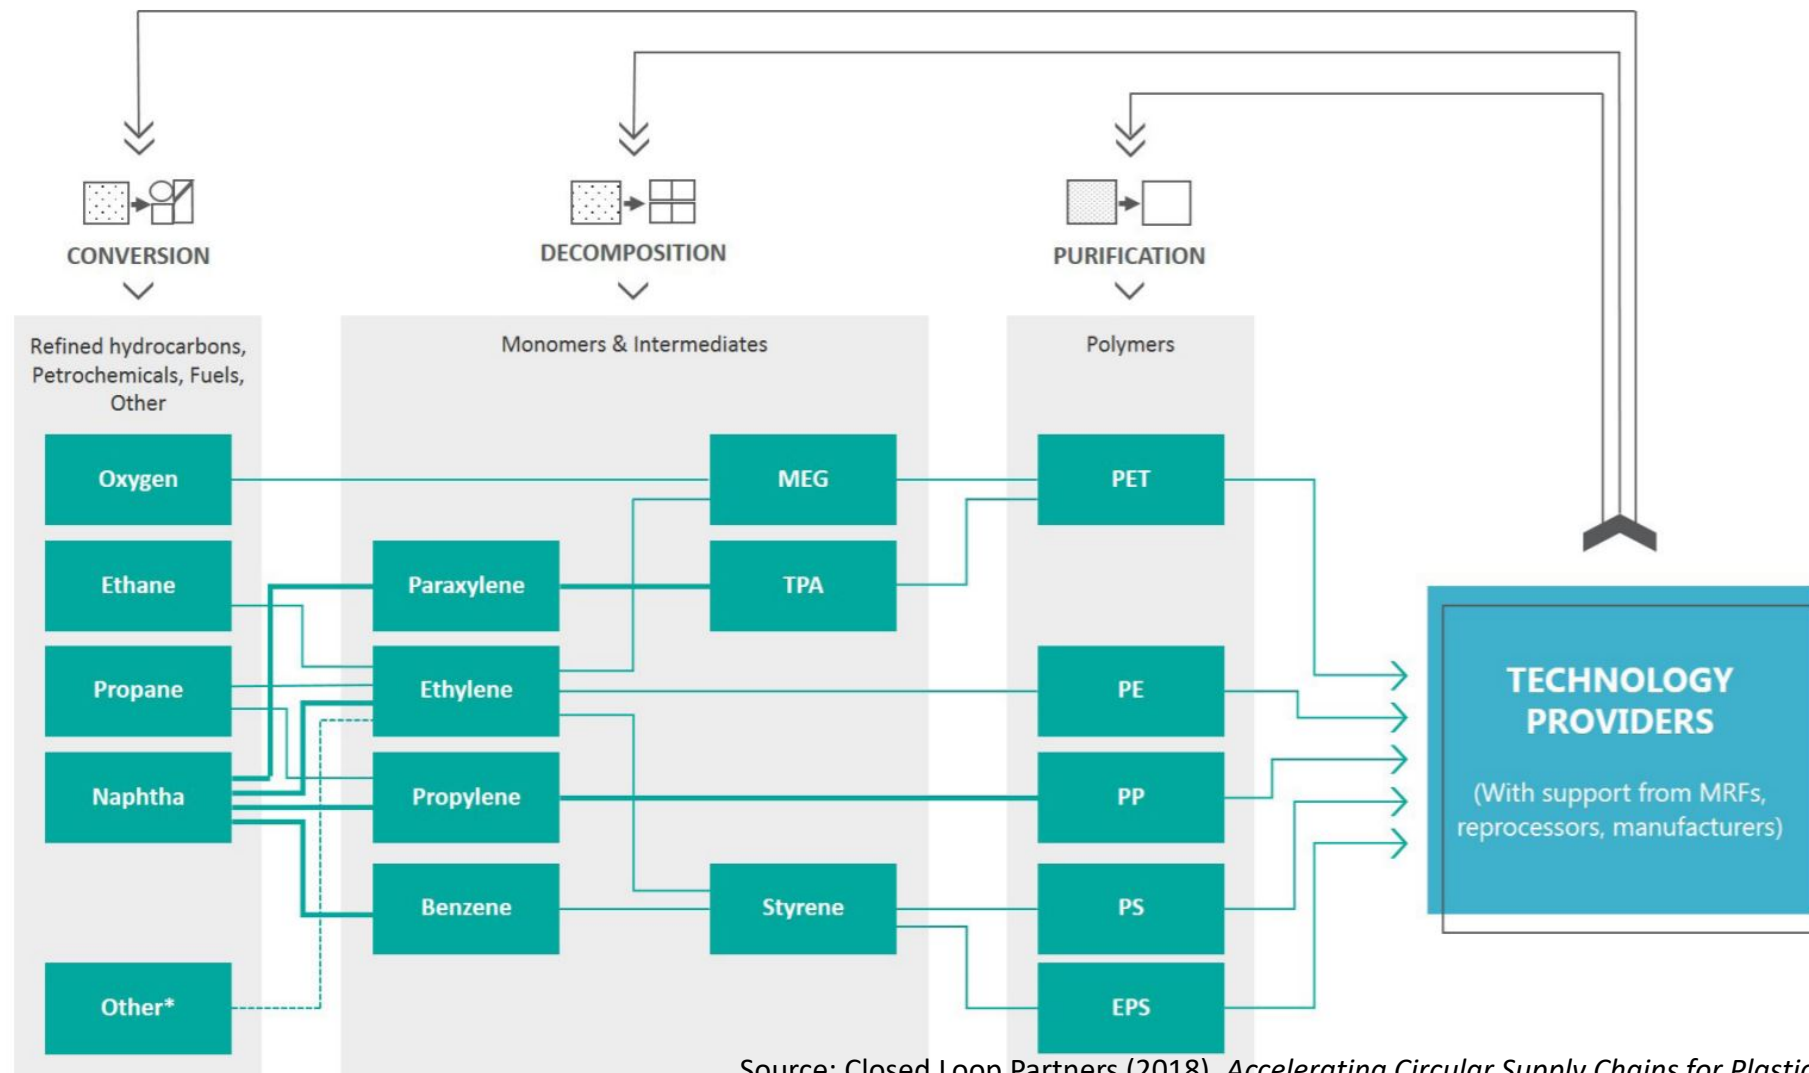 CONVERSION
DECOMPOSITION
PURIFICATION
Refined hydrocarbons,
Petrochemicals, Fuels,
Other
Monomers & Intermediates
Polymers
Oxygen
MEG
PET
Ethane
Paraxylene
TPA
Propane
Ethylene
PE
Naphtha
Propylene
PP
Benzene
Styrene
PS
Other*
EPS
TECHNOLOGY
PROVIDERS
(With support from MRFs,
reprocessors, manufacturers)
Source: Closed Loop Partners (2018). Accelerating Circular Supply Chains for Plastic